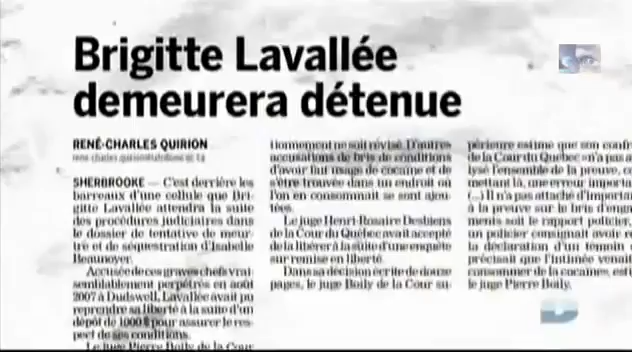 Brigitte Lavallée
demeurera détenue
RENÉ-CHARLES QUIRION
SHERBROOKE — C'est derrière les
barreaux d'une cellule que Bri-
gitte Lavallée attendra la suite
des procédures judiciaires dans
le dossier de tentative de meur-
tre et de séquestration d'Isabelle
Accusée de ces graves chefs vrai-
semblablement perpétrés en août
2007 à Dudswell, Lavallée avait pu
reprendre sa liberté à la suite d'un
dépôt de 1000 $ pour assurer le res-
pect de ses conditions.
Le juge Pierre Boily de la Cour
tionnement ne soit révisé. D'autres
accusations de bris de conditions
d'avoir fait usage de cocaïne et de
s'être trouvée dans un endroit où
l'on en consommait se sont ajou-
tées.
Le juge Henri-Rosaire Desbiens
de la Cour du Québec avait accepté
de la libérer à la suite d'une enquête
sur remise en liberté.
Dans sa décision écrite de douze
pages, le juge Boily de la Cour su-
périeure estime que son confr
de la Cour du Québec n'a pas a
lysé l'ensemble de la preuve, co
mettant là, une erreur importa
(...) Il n'a pas attaché d'importan
à la preuve sur le bris d'engag
ments soit le rapport policier,
un policier consignait avoir
la déclaration d'un témoin
précisait que l'intimée venait
consommer de la cocaïne», est
le juge Pierre Boily.